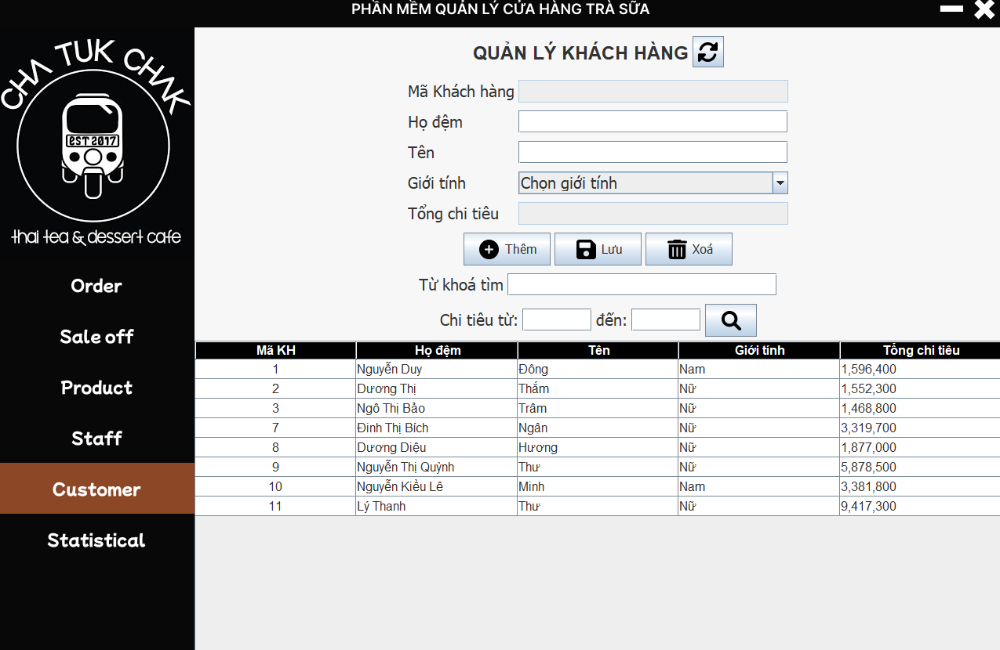 PHẦN MỀM QUẢN LÝ CỬA HÀNG TRÀ SỮA
CHA TUK CHAK
EST 2017
thai tea & dessert cafe
Order
Sale off
Product
Staff
Customer
Statistical
QUẢN LÝ KHÁCH HÀNG
Mã Khách hàng
Họ đệm
Tên
Giới tính Chọn giới tính
Tổng chi tiêu
Thêm Lưu Xoá
Từ khoá tìm
Chi tiêu từ: đến:
Mã KH Họ đệm Tên Giới tính Tổng chi tiêu
1 Nguyễn Duy Đông Nam 1,596,400
2 Dương Thị Thắm Nữ 1,552,300
3 Ngô Thị Bảo Trâm Nữ 1,468,800
7 Đinh Thị Bích Ngân Nữ 3,319,700
8 Dương Diệu Hương Nữ 1,877,000
9 Nguyễn Thị Quỳnh Thư Nữ 5,878,500
10 Nguyễn Kiều Lê Minh Nam 3,381,800
11 Lý Thanh Thư Nữ 9,417,300